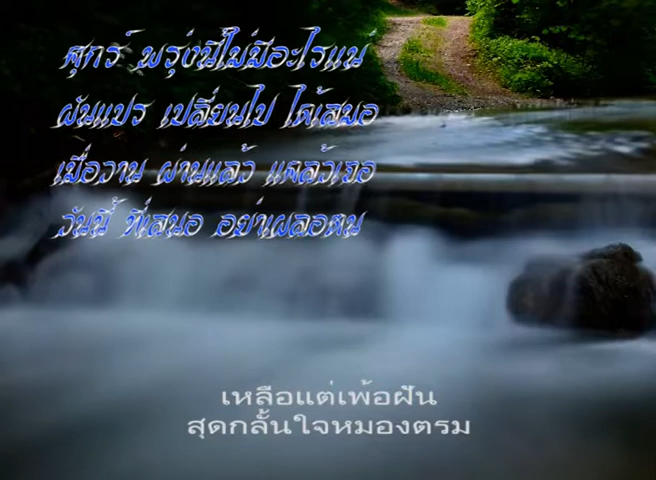 ศุกร์ พรุ่งนี้ไม่มีอะไรแน่
ผันแปร เปลี่ยนไป ได้เสมอ
เมื่อวาน ผ่านแล้ว แคล้วเธอ
วันนี้ ที่เสนอ อย่าเผลอตน
เหลือแต่เพ้อฝัน
สุดกลั้นใจหมองตรม